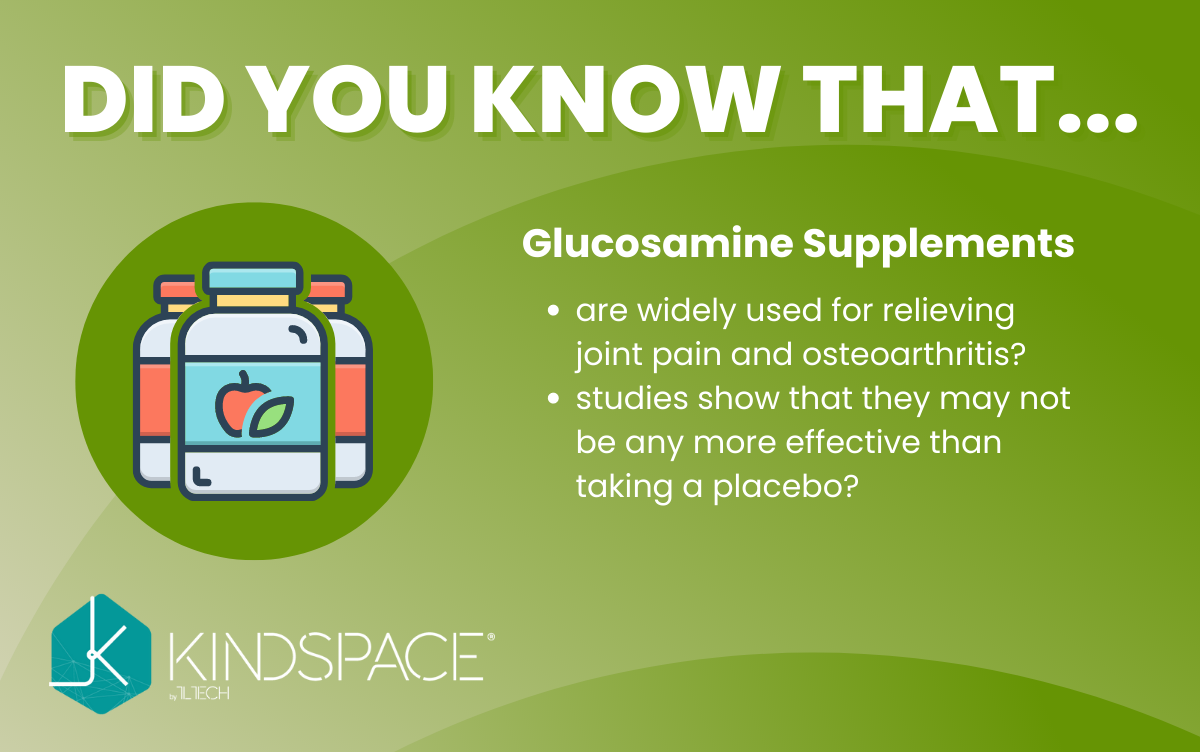 DID YOU KNOW THAT...
Glucosamine Supplements
• are widely used for relieving
joint pain and osteoarthritis?
• studies show that they may not
be any more effective than
taking a placebo?
KINDSPACE®
by TLTECH